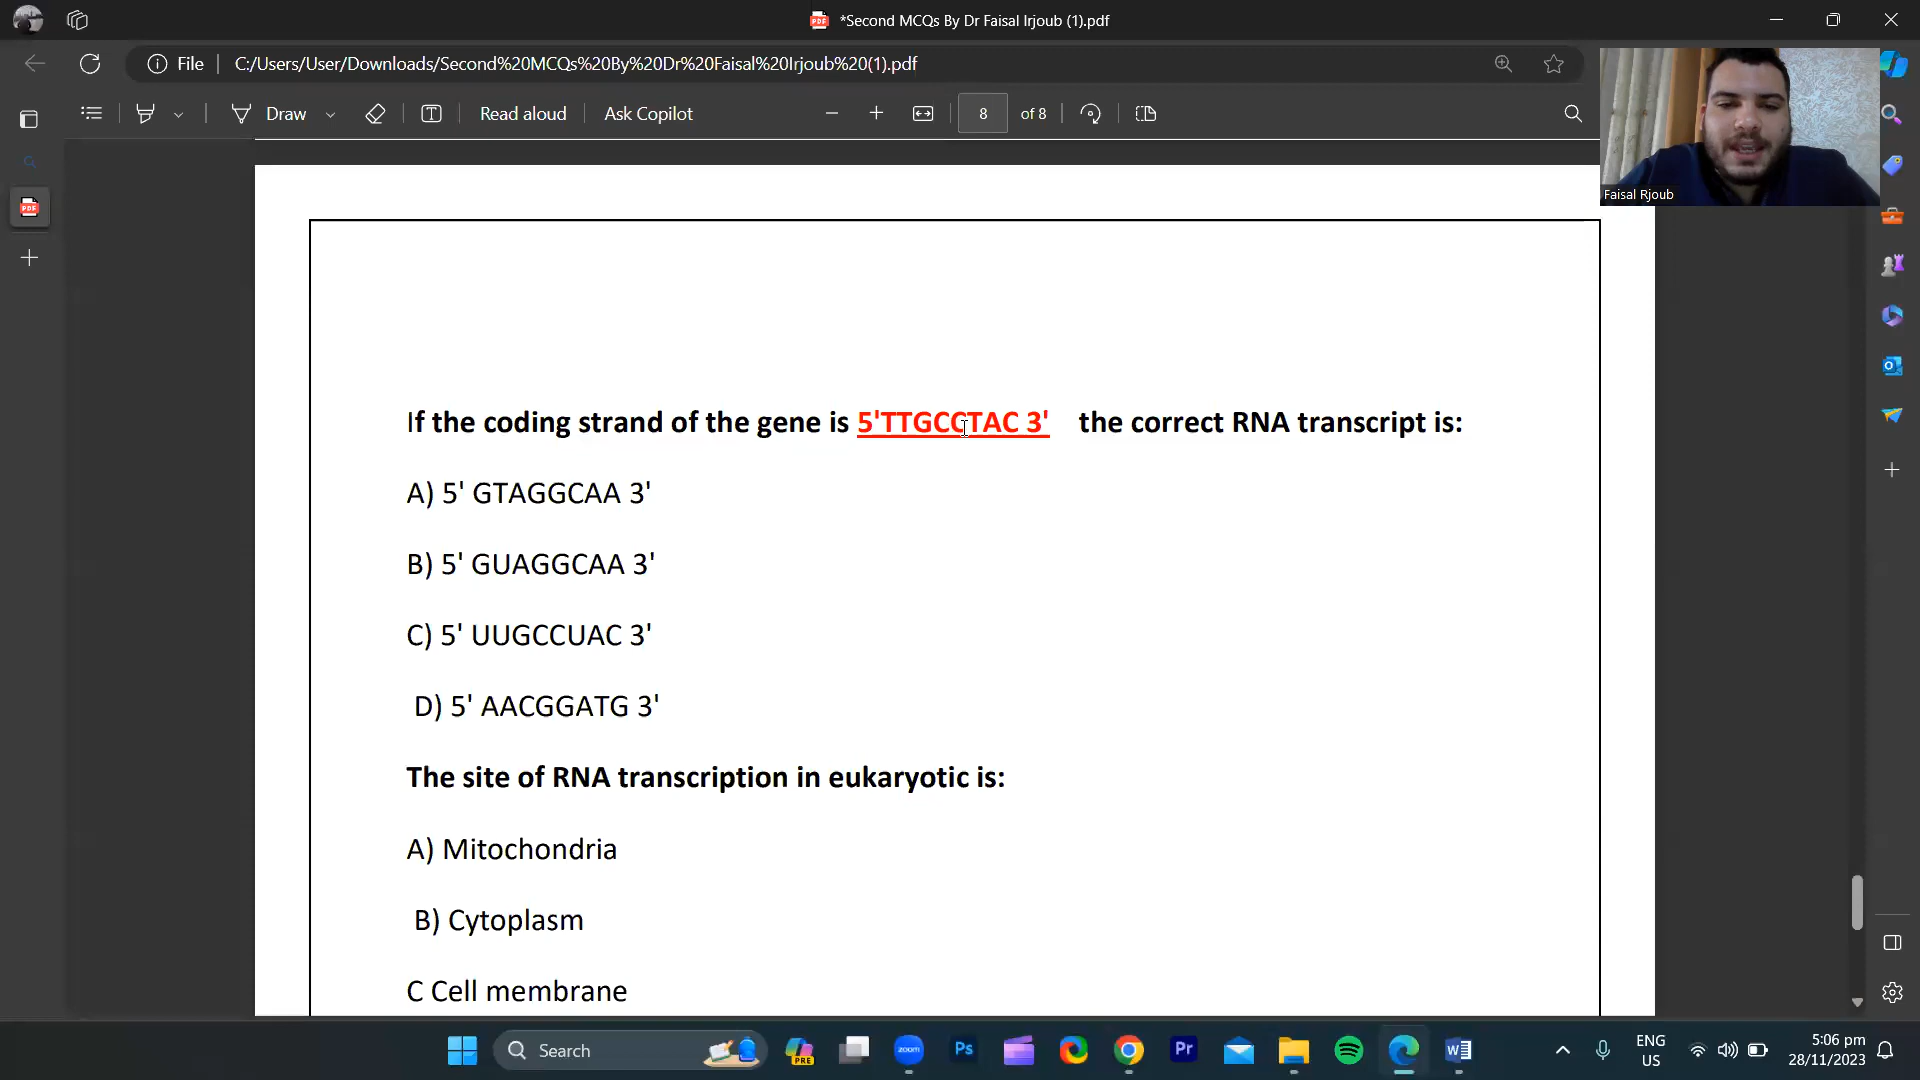 *Second MCQs By Dr Faisal Irjoub (1).pdf
File
C:/Users/User/Downloads/Second%20MCQs%20By%20Dr%20Faisal%20Irjoub%20(1).pdf
Draw
Read aloud
Ask Copilot
8 of 8
Faisal Rjoub
If the coding strand of the gene is 5'TTGCCTAC 3' the correct RNA transcript is:
A) 5' GTAGGCAA 3'
B) 5' GUAGGCAA 3'
C) 5' UUGCCUAC 3'
D) 5' AACGGATG 3'
The site of RNA transcription in eukaryotic is:
A) Mitochondria
B) Cytoplasm
C Cell membrane
Search
PRE
zoom
Ps
Pr
ENG
US
5:06 pm
28/11/2023